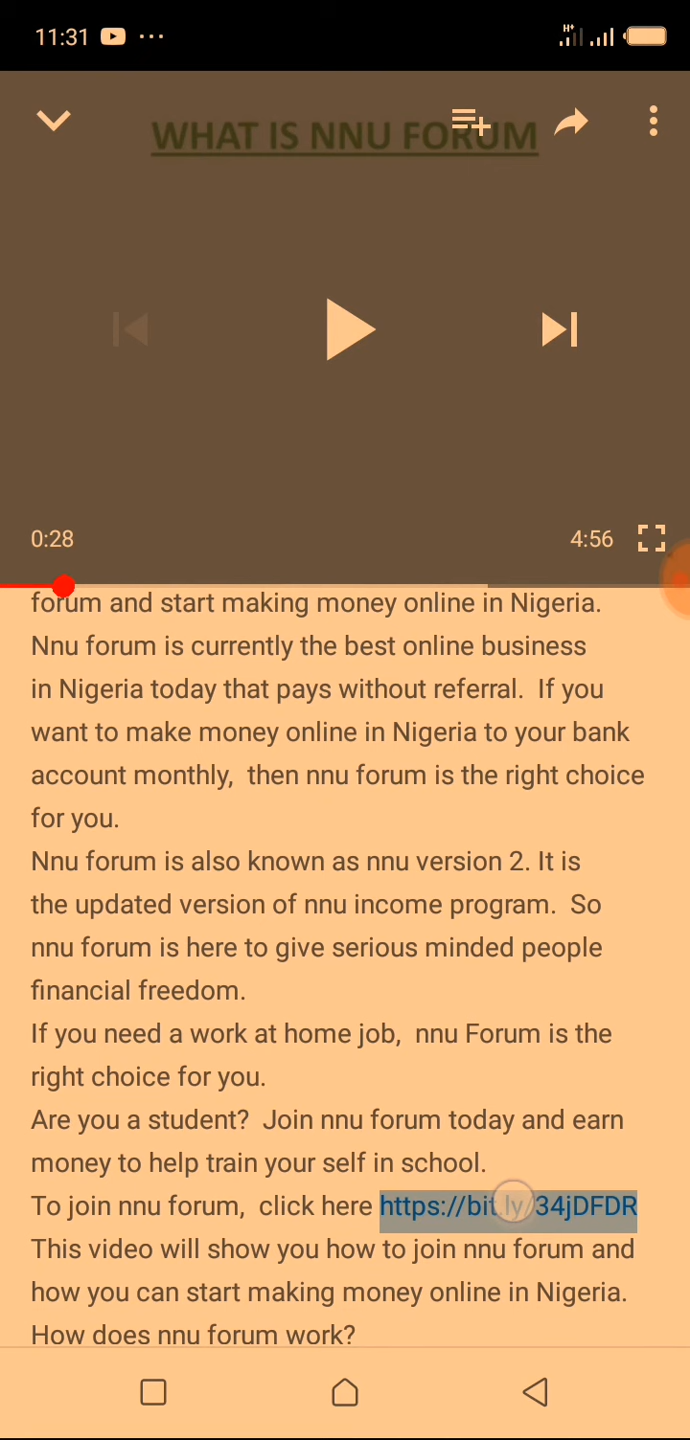 11:31
WHAT IS NNU FORUM
0:28
4:56
forum and start making money online in Nigeria.
Nnu forum is currently the best online business
in Nigeria today that pays without referral.  If you
want to make money online in Nigeria to your bank
account monthly,  then nnu forum is the right choice
for you.
Nnu forum is also known as nnu version 2. It is
the updated version of nnu income program.  So
nnu forum is here to give serious minded people
financial freedom.
If you need a work at home job,  nnu Forum is the
right choice for you.
Are you a student?  Join nnu forum today and earn
money to help train your self in school.
To join nnu forum,  click here https://bit.ly/34jDFDR
This video will show you how to join nnu forum and
how you can start making money online in Nigeria.
How does nnu forum work?